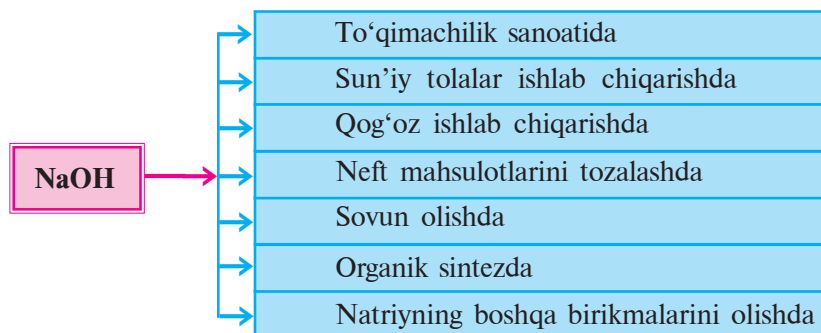 NaOH
To‘qimachilik sanoatida
Sun’iy tolalar ishlab chiqarishda
Qog‘oz ishlab chiqarishda
Neft mahsulotlarini tozalashda
Sovun olishda
Organik sintezda
Natriyning boshqa birikmalarini olishda